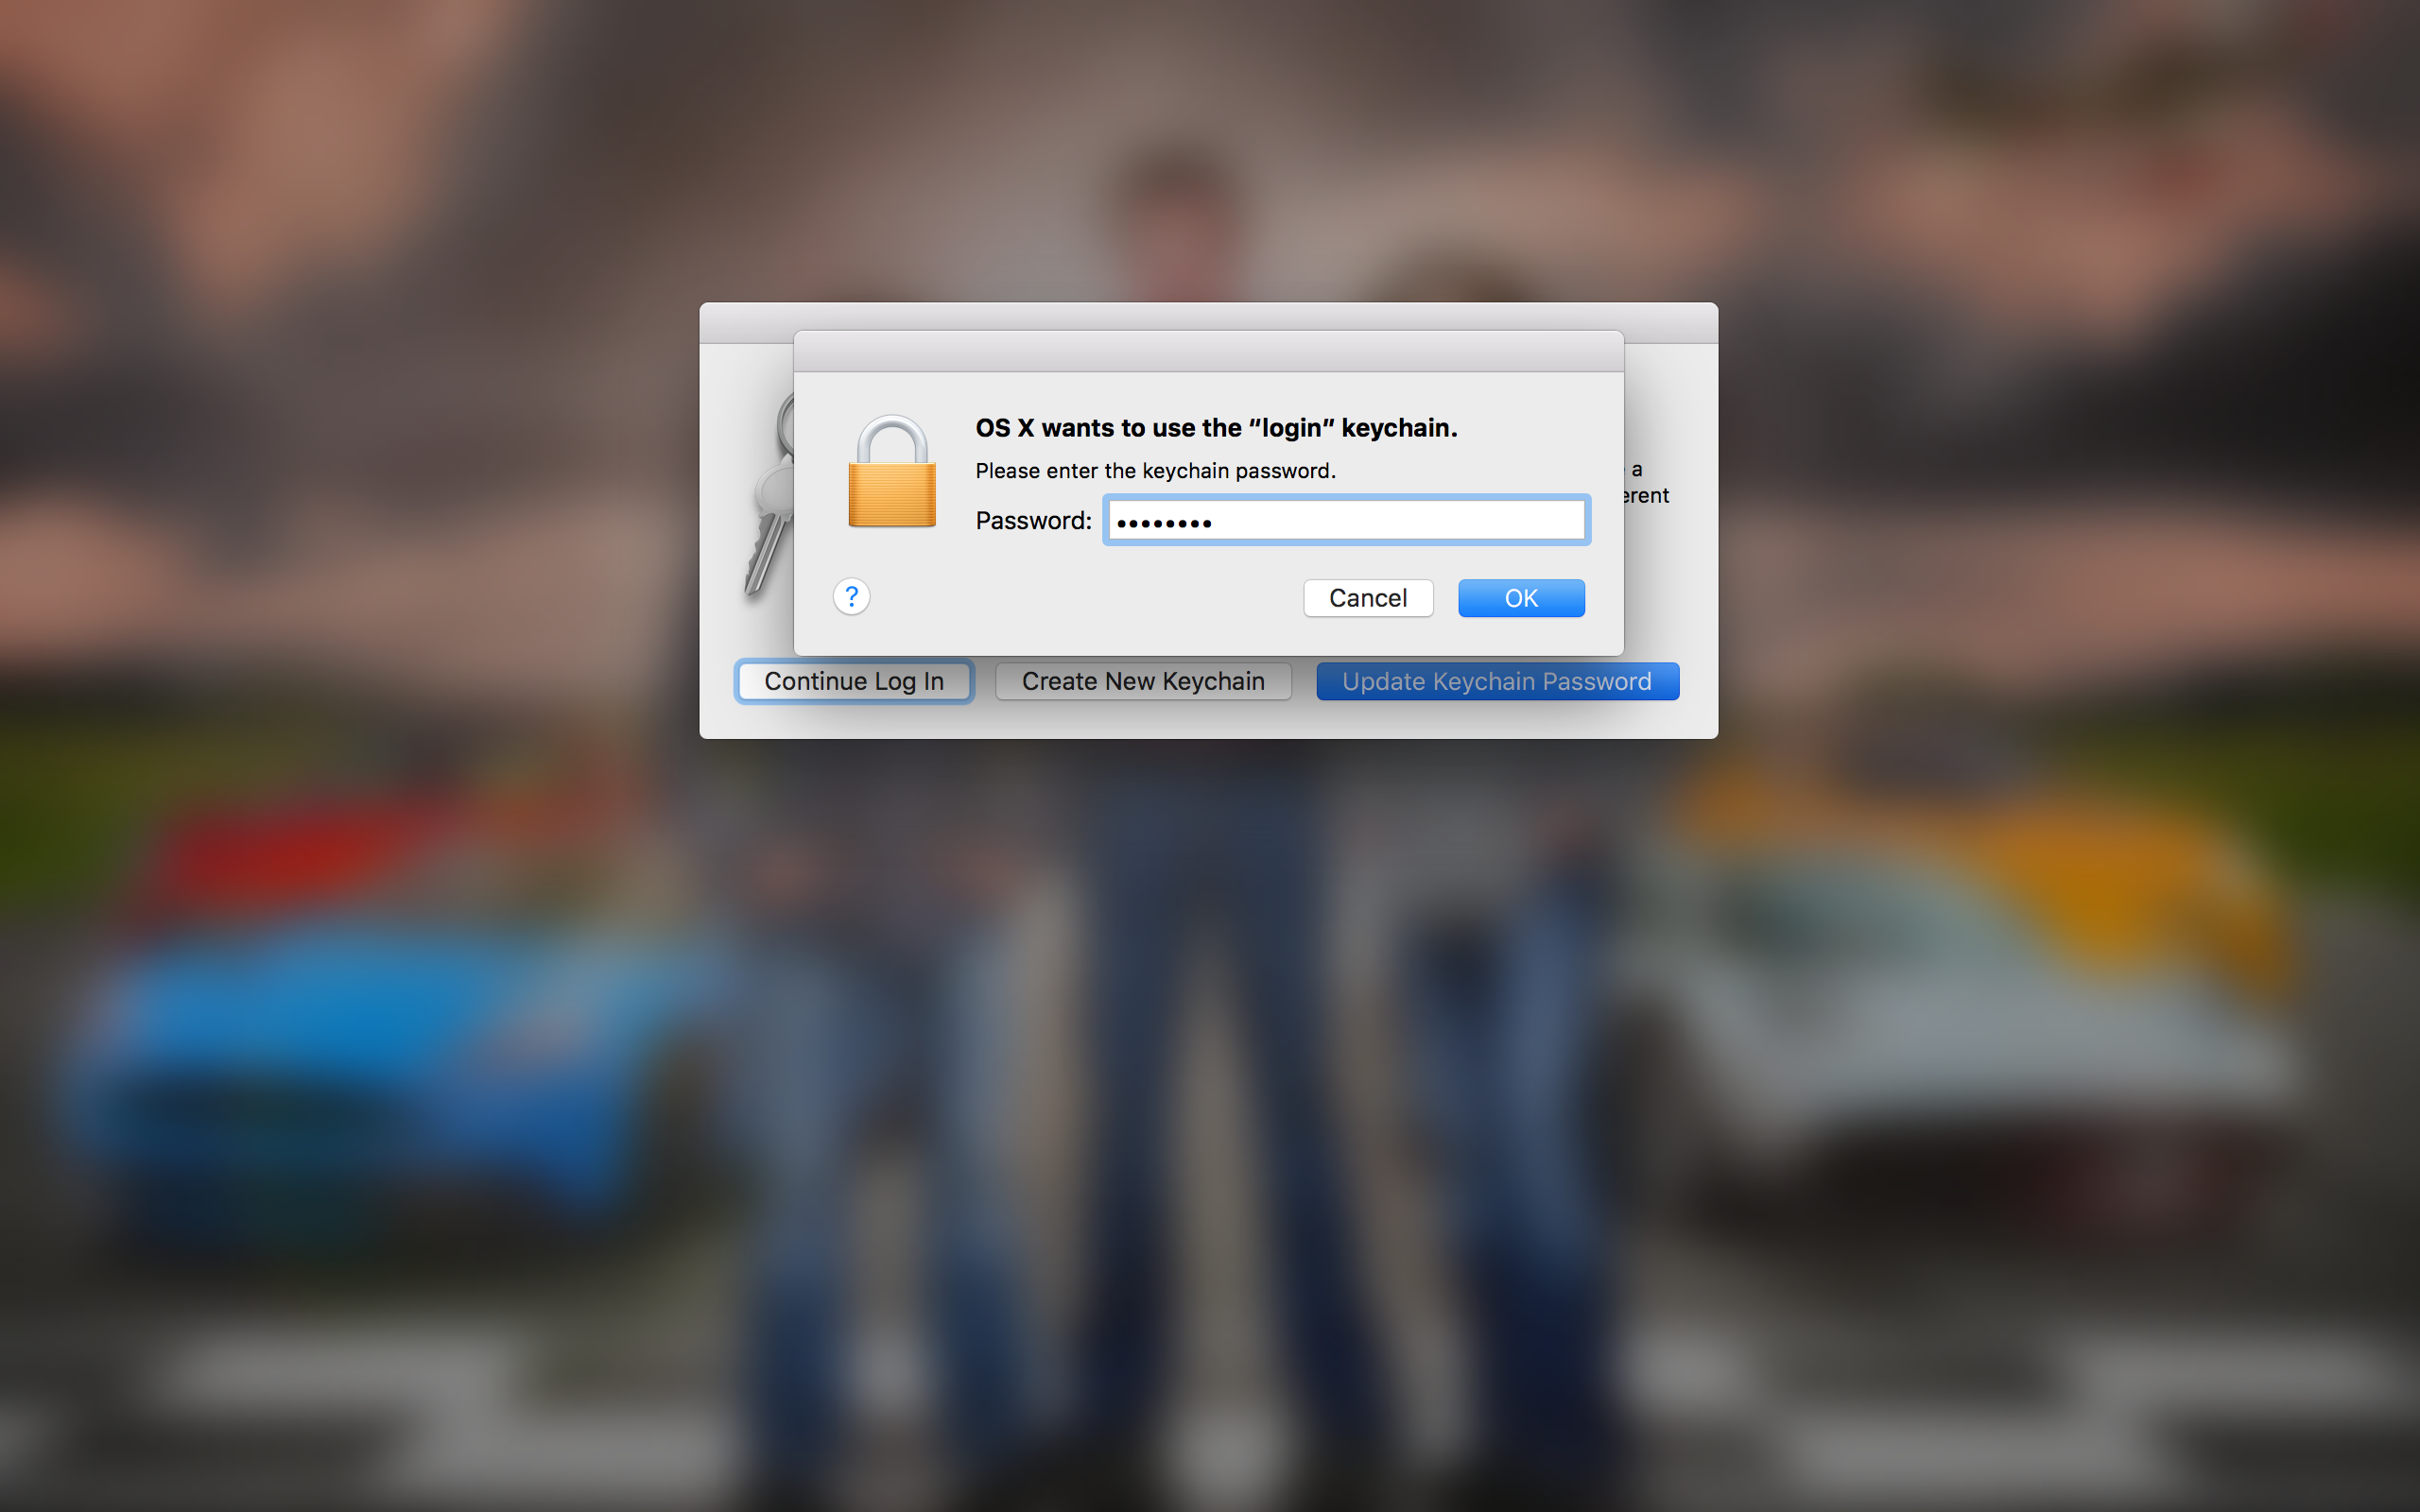 OS X wants to use the “login” keychain.
Please enter the keychain password.
a
erent
Password: ••••••••
?
Cancel
OK
Continue Log In
Create New Keychain
Update Keychain Password